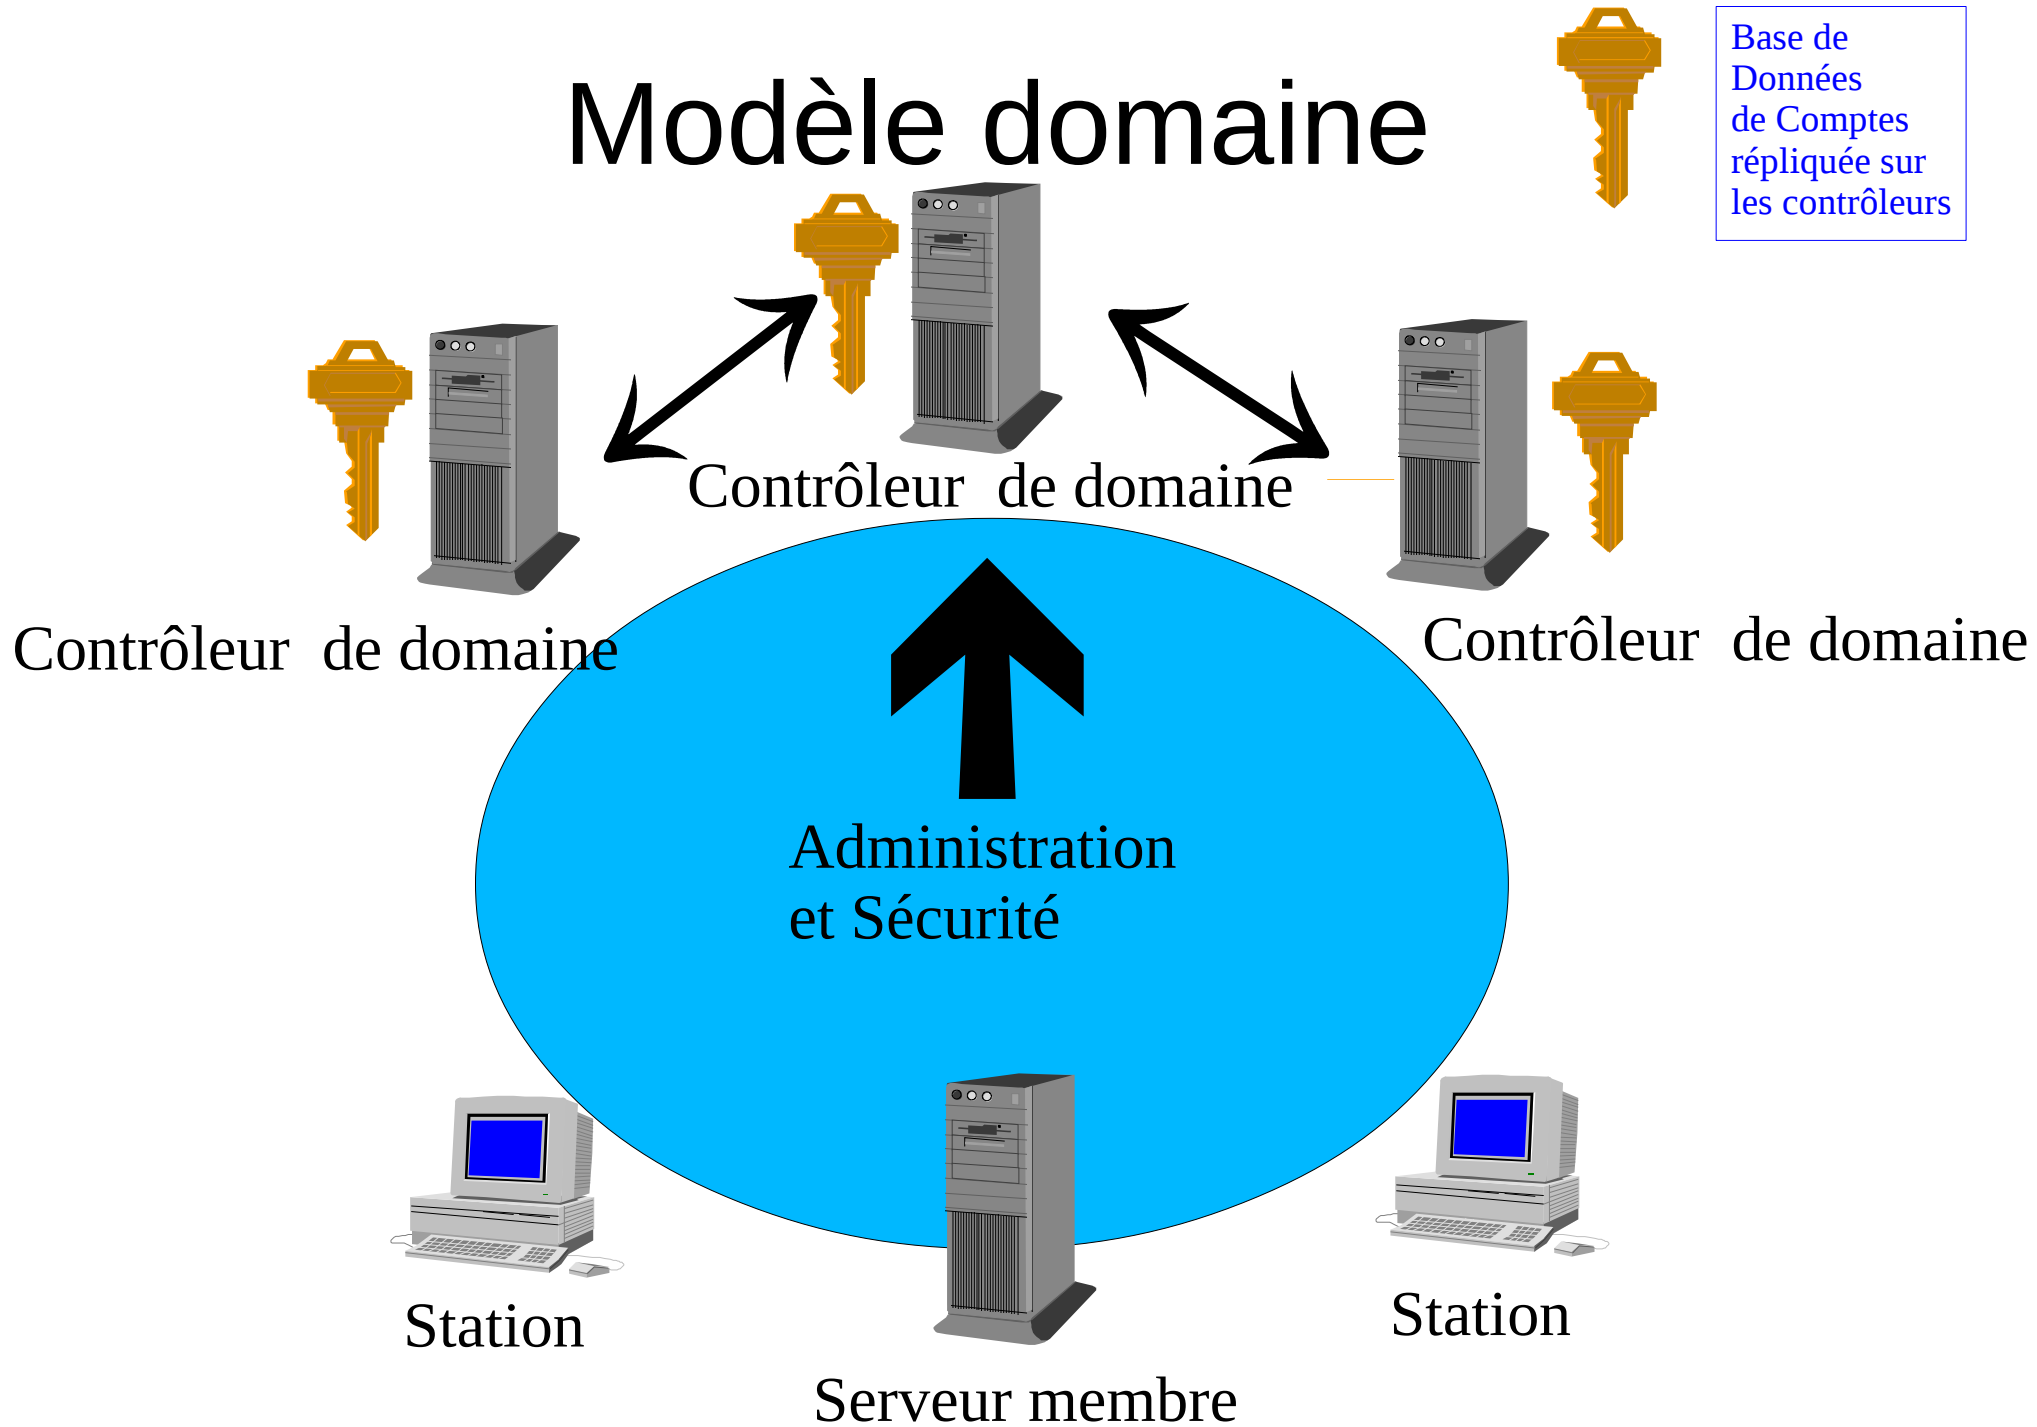 Modèle domaine
Base de
Données
de Comptes
répliquée sur
les contrôleurs
Contrôleur  de domaine
Contrôleur  de domaine
Contrôleur  de domaine
Administration
et Sécurité
Station
Station
Serveur membre